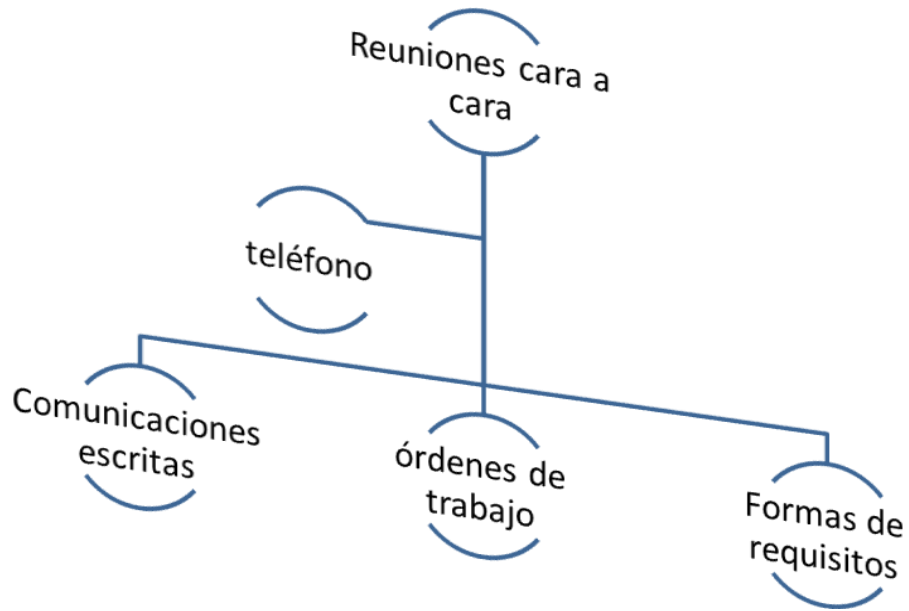 Reuniones cara a
cara
teléfono
Comunicaciones
escritas
órdenes de
trabajo
Formas de
requisitos